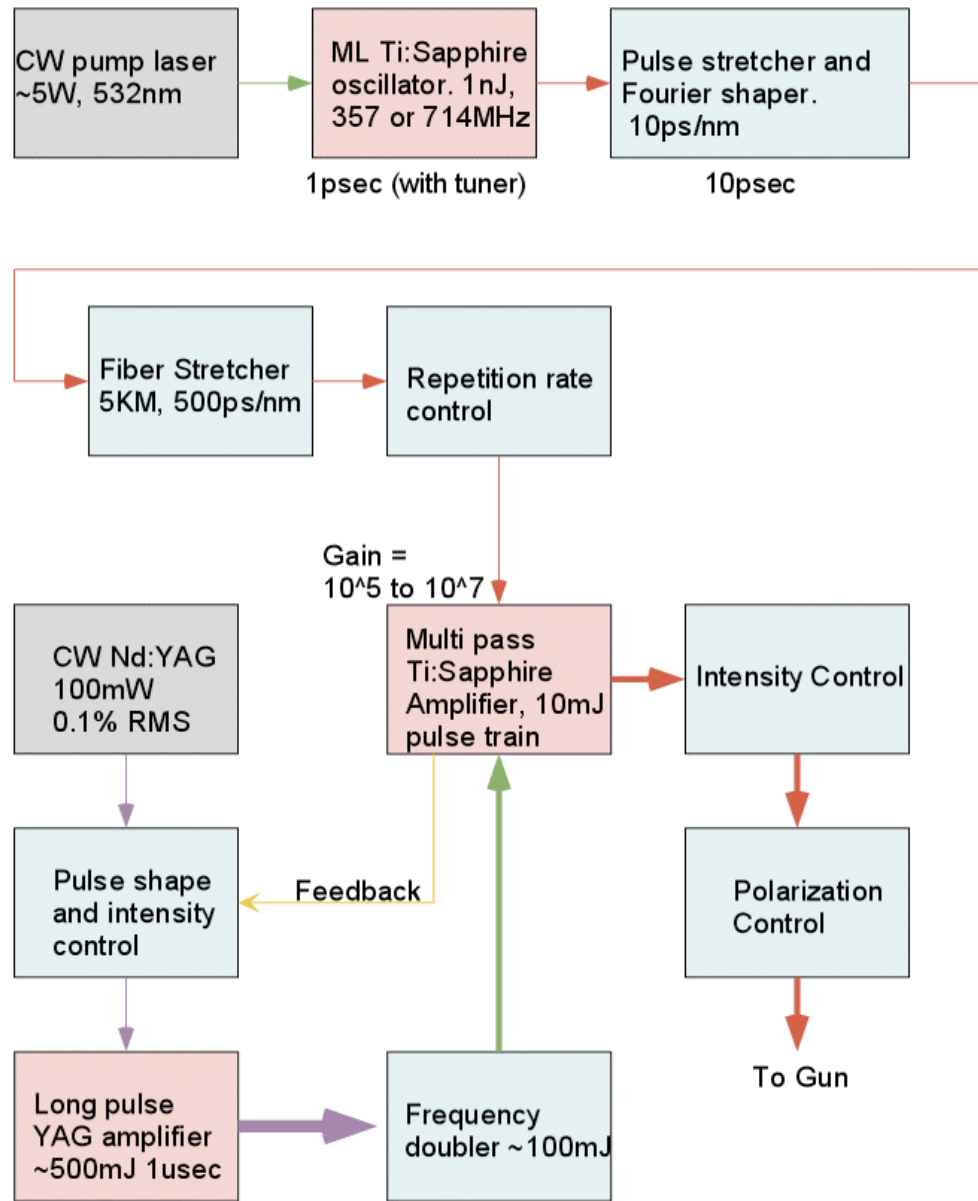 CW pump laser
~5W, 532nm
ML Ti:Sapphire
oscillator. 1nJ,
357 or 714MHz
Pulse stretcher and
Fourier shaper.
10ps/nm
1psec (with tuner)
10psec
Fiber Stretcher
5KM, 500ps/nm
Repetition rate
control
Gain =
10^5 to 10^7
CW Nd:YAG
100mW
0.1% RMS
Multi pass
Ti:Sapphire
Amplifier, 10mJ
pulse train
Intensity Control
Pulse shape
and intensity
control
Feedback
Polarization
Control
Long pulse
YAG amplifier
~500mJ 1usec
Frequency
doubler ~100mJ
To Gun